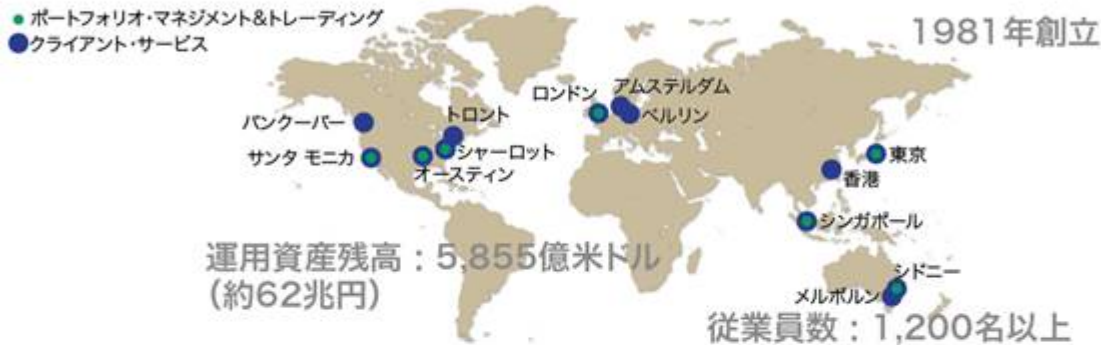 ポートフォリオ・マネジメント&トレーディング
クライアント・サービス
1981年創立
アムステルダム
ロンドン
ベルリン
バンクーバー
トロント
サンタ モニカ
シャーロット
オースティン
東京
香港
シンガポール
運用資産残高：5,855億米ドル
（約62兆円）
シドニー
メルボルン
従業員数：1,200名以上